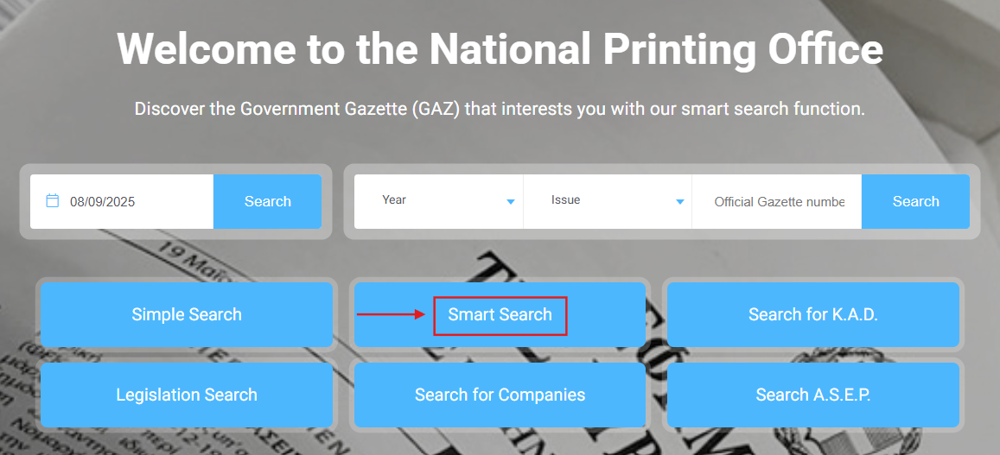 Welcome to the National Printing Office
Discover the Government Gazette (GAZ) that interests you with our smart search function.
08/09/2025
Search
Year
Issue
Official Gazette numbe
Search
19 Μαΐο
Simple Search
Smart Search
Search for K.A.D.
Legislation Search
Search for Companies
Search A.S.E.P.